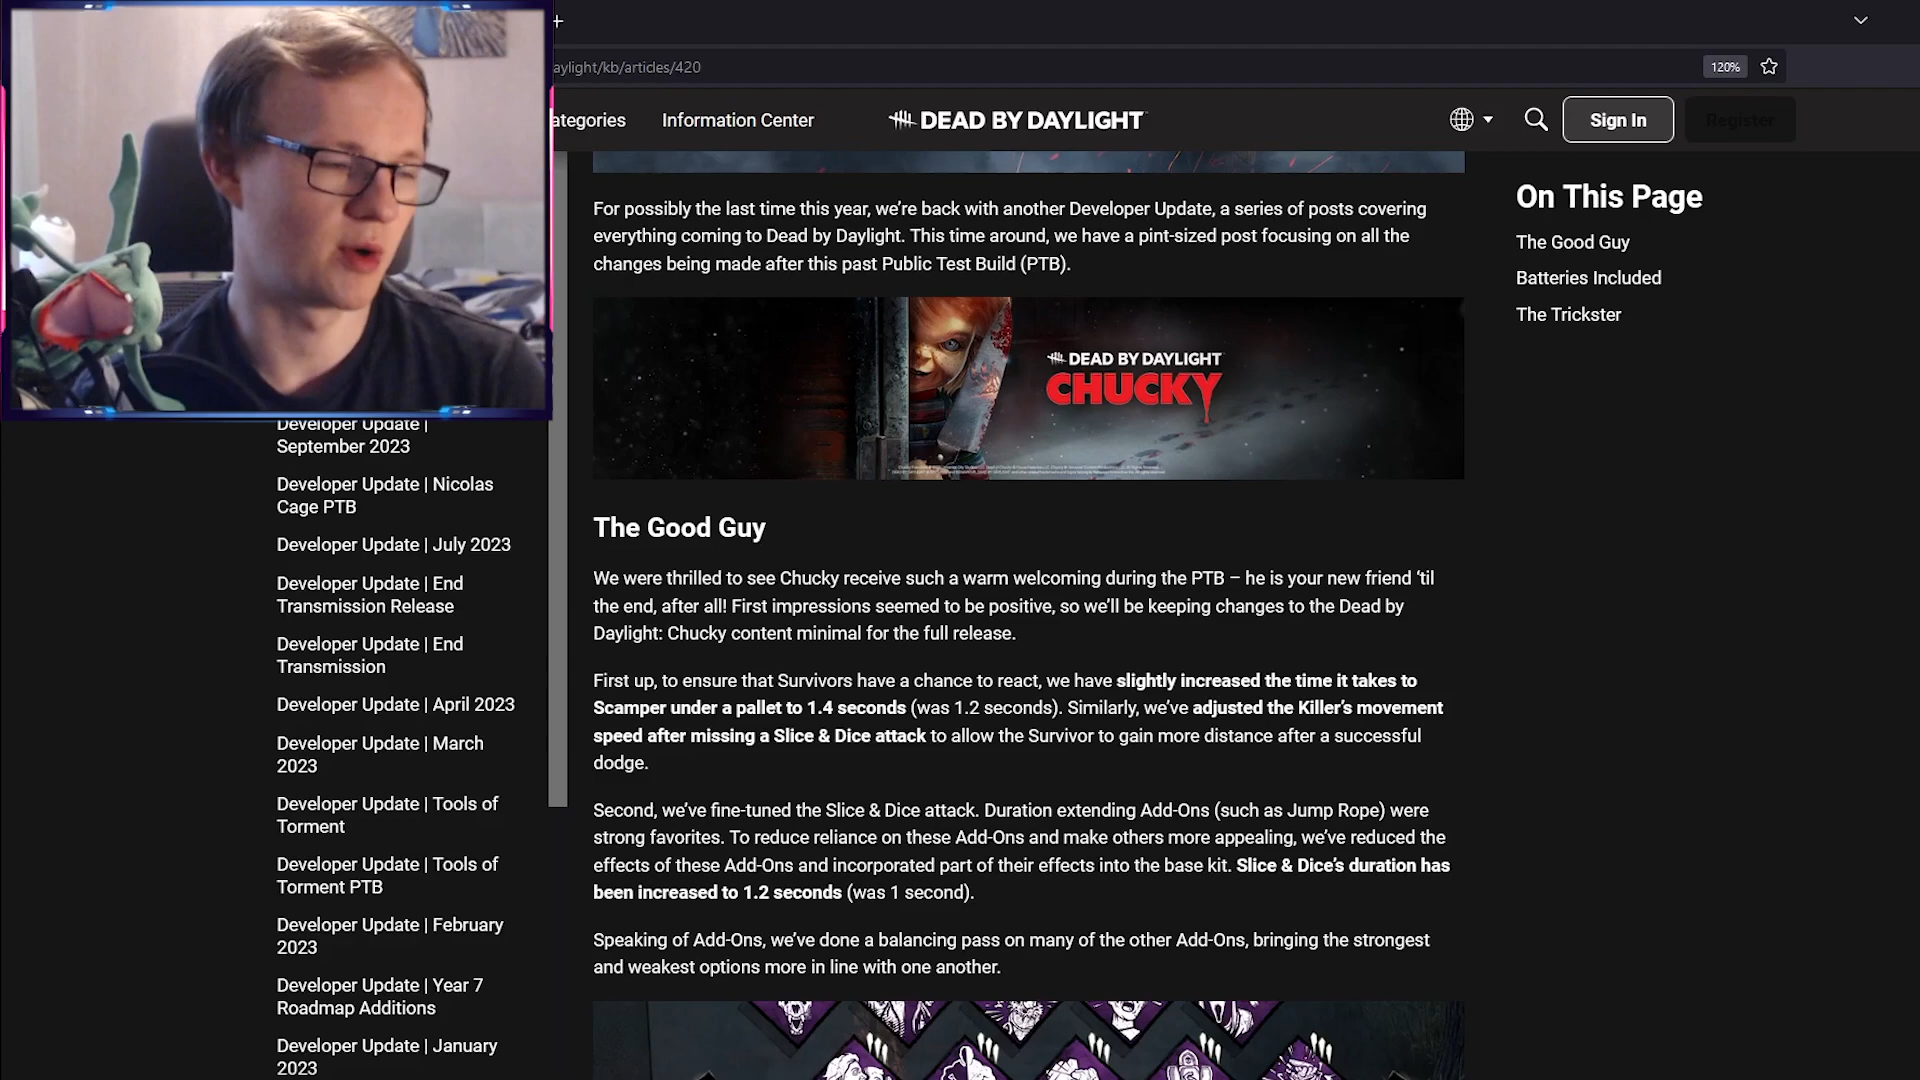 aylight/kb/articles/420
120%
ategories
Information Center
DEAD BY DAYLIGHT
Sign In
Register
For possibly the last time this year, we’re back with another Developer Update, a series of posts covering
everything coming to Dead by Daylight. This time around, we have a pint-sized post focusing on all the
changes being made after this past Public Test Build (PTB).
DEAD BY DAYLIGHT
CHUCKY
The Good Guy
We were thrilled to see Chucky receive such a warm welcoming during the PTB – he is your new friend ‘til
the end, after all! First impressions seemed to be positive, so we’ll be keeping changes to the Dead by
Daylight: Chucky content minimal for the full release.
First up, to ensure that Survivors have a chance to react, we have slightly increased the time it takes to
Scamper under a pallet to 1.4 seconds (was 1.2 seconds). Similarly, we’ve adjusted the Killer’s movement
speed after missing a Slice & Dice attack to allow the Survivor to gain more distance after a successful
dodge.
Second, we’ve fine-tuned the Slice & Dice attack. Duration extending Add-Ons (such as Jump Rope) were
strong favorites. To reduce reliance on these Add-Ons and make others more appealing, we’ve reduced the
effects of these Add-Ons and incorporated part of their effects into the base kit. Slice & Dice’s duration has
been increased to 1.2 seconds (was 1 second).
Speaking of Add-Ons, we’ve done a balancing pass on many of the other Add-Ons, bringing the strongest
and weakest options more in line with one another.
On This Page
The Good Guy
Batteries Included
The Trickster
Developer Update |
September 2023
Developer Update | Nicolas
Cage PTB
Developer Update | July 2023
Developer Update | End
Transmission Release
Developer Update | End
Transmission
Developer Update | April 2023
Developer Update | March
2023
Developer Update | Tools of
Torment
Developer Update | Tools of
Torment PTB
Developer Update | February
2023
Developer Update | Year 7
Roadmap Additions
Developer Update | January
2023